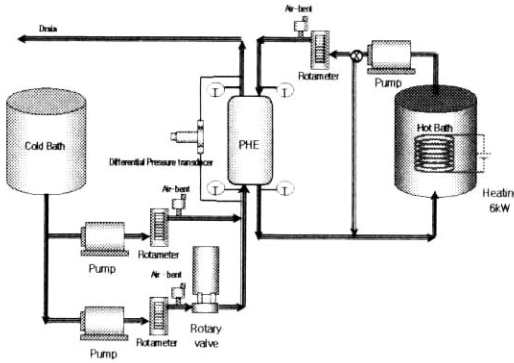 Drain
Air-bent
Rotameter
Pump
Cold Bath
Hot Bath
T
T
PHE
Differential Pressure transducer
Heating
6kW
T
T
Air-bent
Pump
Rotameter
Air-bent
Pump
Rotameter
Rotary
valve